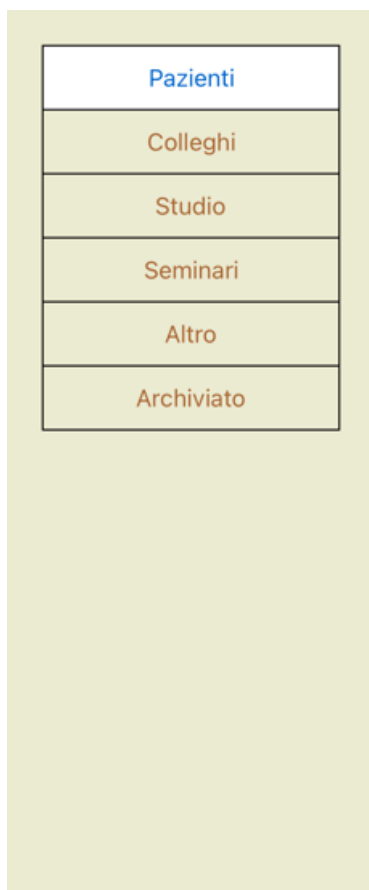 Pazienti
Colleghi
Studio
Seminari
Altro
Archiviato